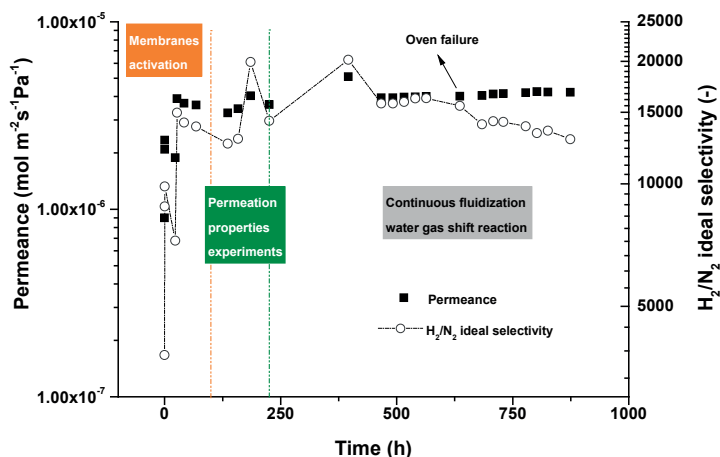 1.00x10⁻⁵
1.00x10⁻⁶
1.00x10⁻⁷
Permeance (mol m⁻²s⁻¹Pa⁻¹)
Membranes
activation
Oven failure
Permeation
properties
experiments
Continuous fluidization
water gas shift reaction
Permeance
H₂/N₂ ideal selectivity
25000
20000
15000
10000
5000
H₂/N₂ ideal selectivity (-)
0
250
500
750
1000
Time (h)